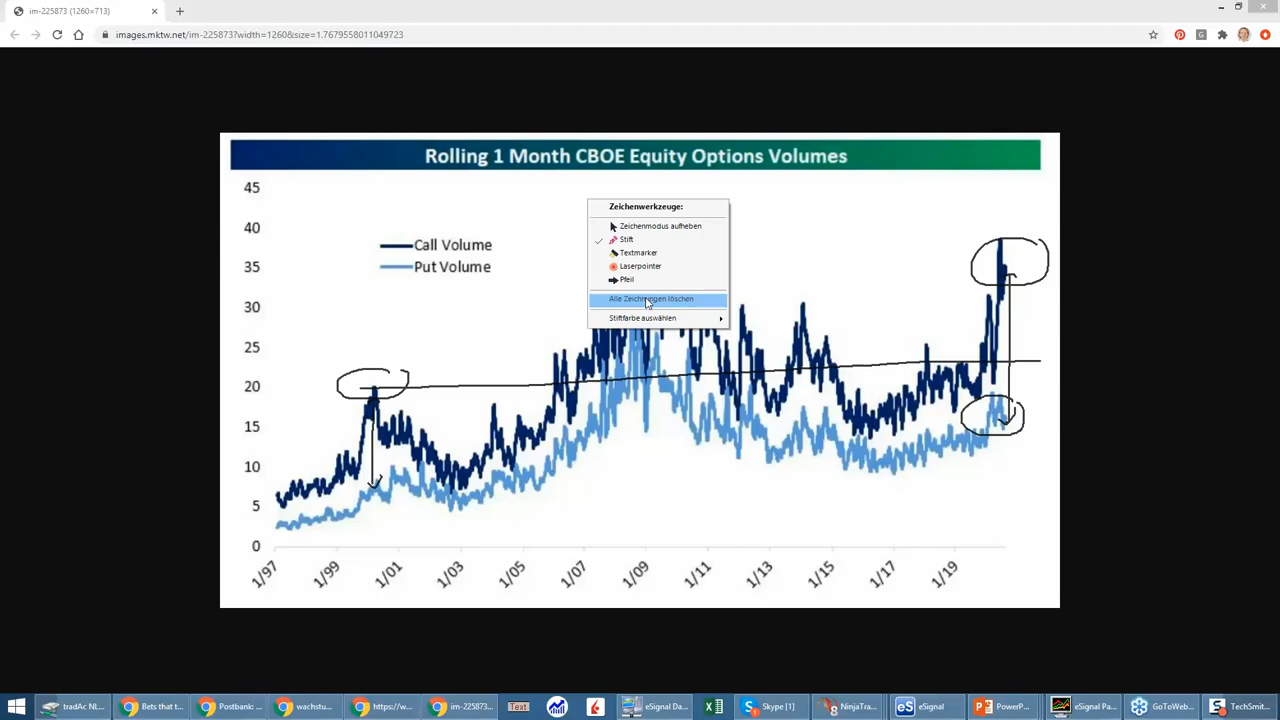 im-225873 (1260×713)
images.mktw.net/im-225873?width=1260&size=1.7679558011049723
Rolling 1 Month CBOE Equity Options Volumes
45
40
35
30
25
20
15
10
5
0
Call Volume
Put Volume
Zeichenwerkzeuge:
Zeichenmodus aufheben
Stift
Textmarker
Laserpointer
Pfeil
Alle Zeichnungen löschen
Stiftfarbe auswählen
1/97 1/99 1/01 1/03 1/05 1/07 1/09 1/11 1/13 1/15 1/17 1/19
tradAc NL... Bets that t... Postbank: ... wachstu... https://w... im-225873... Text eSignal Da... Skype [1] NinjaTra... eSignal PowerP... eSignal Pa... GoToWeb... TechSmit...